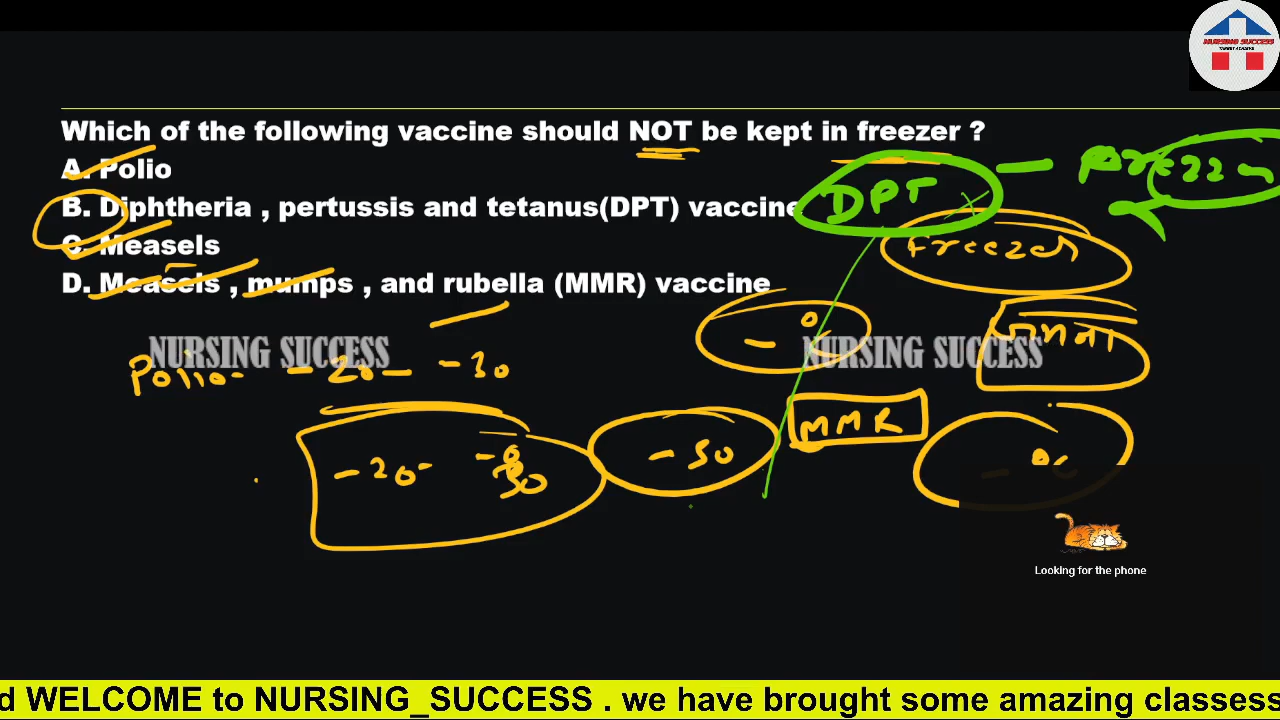 NURSING SUCCESS
Which of the following vaccine should NOT be kept in freezer ?
A. Polio
B. Diphtheria , pertussis and tetanus(DPT) vaccine
C. Measels
D. Measels , mumps , and rubella (MMR) vaccine
DPT
Freezer
NURSING SUCCESS NURSING SUCCESS
Polio- -20- -30
MMR
-20-
-50
Looking for the phone
d WELCOME to NURSING_SUCCESS . we have brought some amazing classess